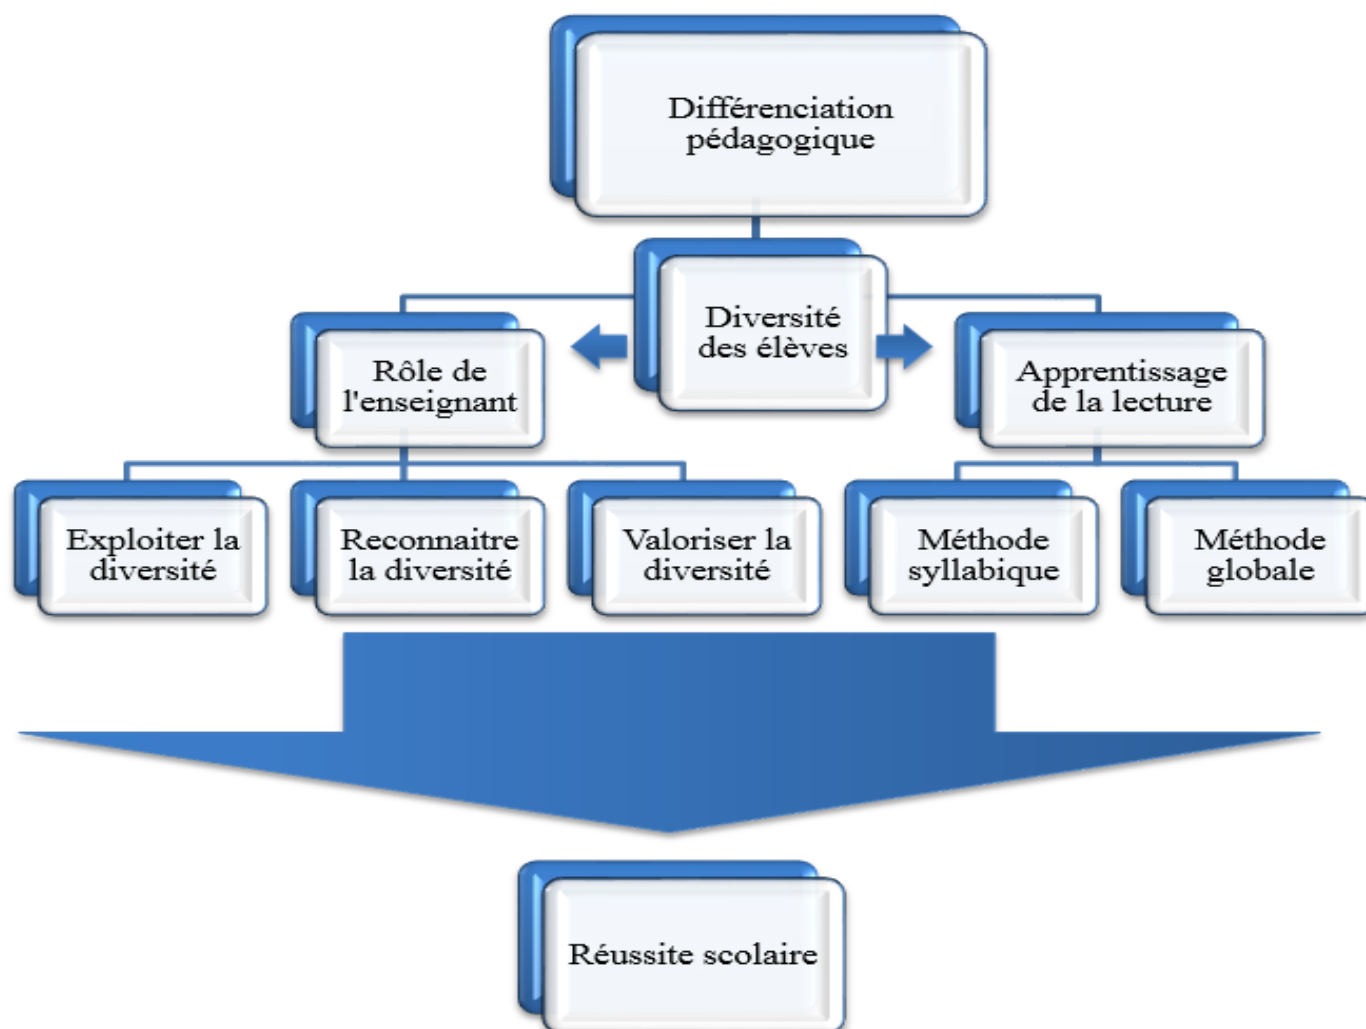 Différenciation
pédagogique
Diversité
des élèves
Rôle de
l'enseignant
Apprentissage
de la lecture
Exploiter la
diversité
Reconnaitre
la diversité
Valoriser la
diversité
Méthode
syllabique
Méthode
globale
Réussite scolaire